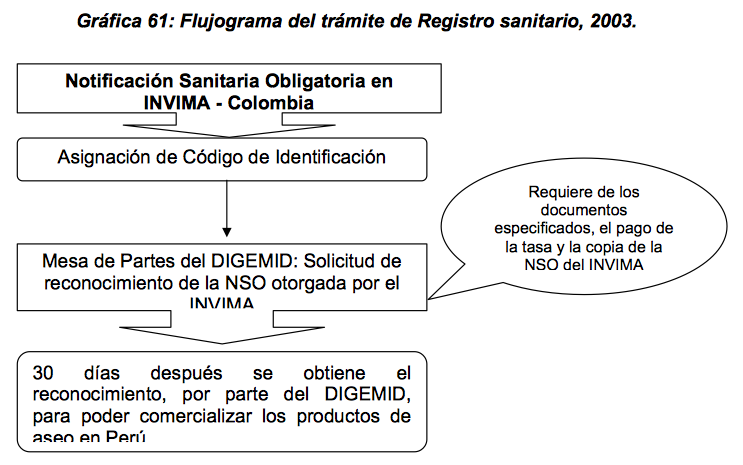 Gráfica 61: Flujograma del trámite de Registro sanitario, 2003.
Notificación Sanitaria Obligatoria en
INVIMA - Colombia
Asignación de Código de Identificación
Requiere de los
documentos
especificados, el pago de
la tasa y la copia de la
NSO del INVIMA
Mesa de Partes del DIGEMID: Solicitud de
reconocimiento de la NSO otorgada por el
INVIMA
30 días después se obtiene el
reconocimiento, por parte del DIGEMID,
para poder comercializar los productos de
aseo en Perú